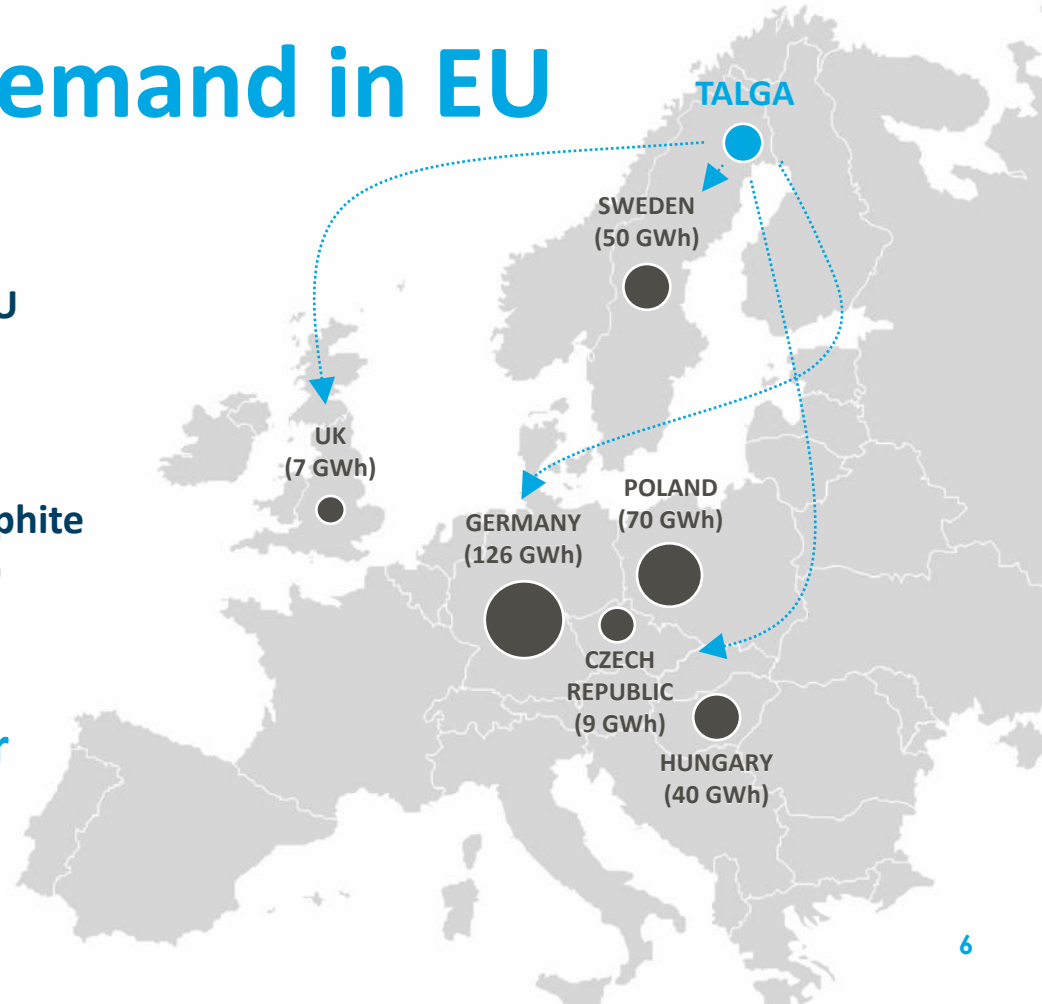 emand in EU
TALGA
SWEDEN
(50 GWh)
U
UK
(7 GWh)
phite
)
POLAND
(70 GWh)
GERMANY
(126 GWh)
CZECH
REPUBLIC
(9 GWh)
r
HUNGARY
(40 GWh)
6